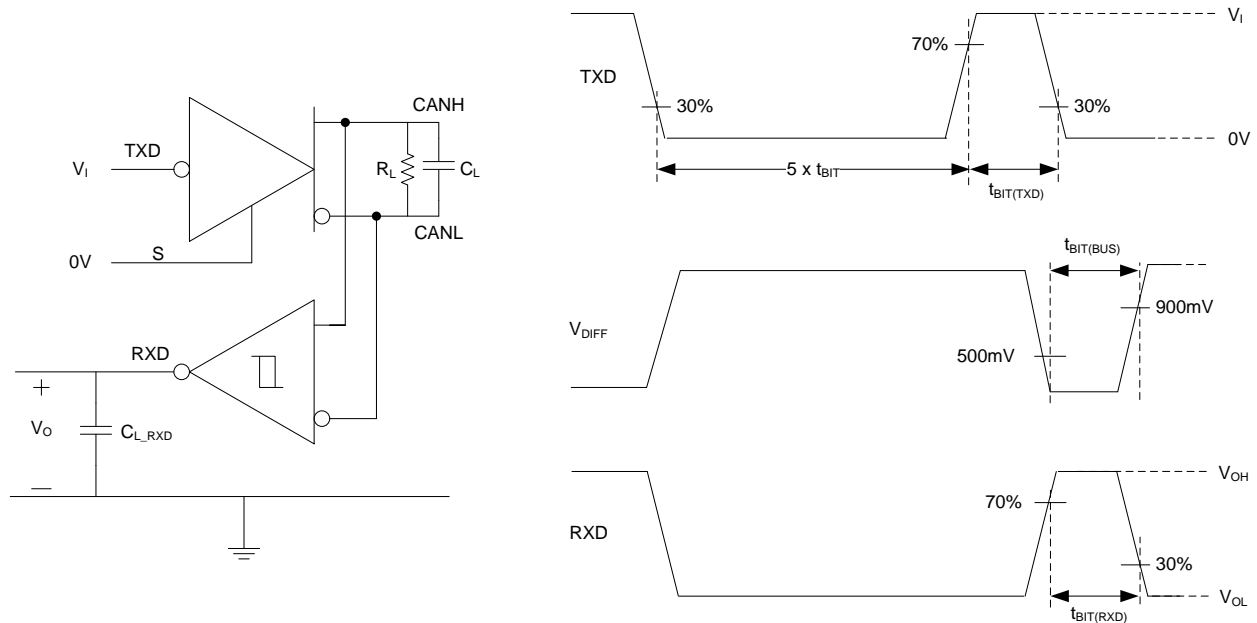 CANH
TXD
V_I
R_L
C_L
CANL
0V
S
RXD
+
V_O
C_L_RXD
—
V_I
70%
TXD
30%
30%
0V
5 x t_BIT
t_BIT(TXD)
t_BIT(BUS)
900mV
V_DIFF
500mV
V_OH
70%
RXD
30%
V_OL
t_BIT(RXD)